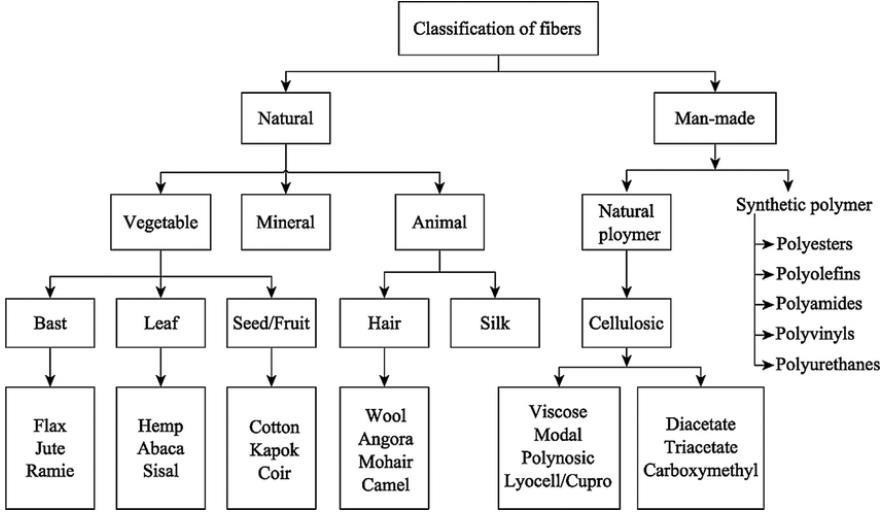 Classification of fibers
Natural
Man-made
Vegetable
Mineral
Animal
Natural
ploymer
Synthetic polymer
Polyesters
Polyolefins
Polyamides
Polyvinyls
Polyurethanes
Bast
Leaf
Seed/Fruit
Hair
Silk
Cellulosic
Flax
Jute
Ramie
Hemp
Abaca
Sisal
Cotton
Kapok
Coir
Wool
Angora
Mohair
Camel
Viscose
Modal
Polynosic
Lyocell/Cupro
Diacetate
Triacetate
Carboxymethyl